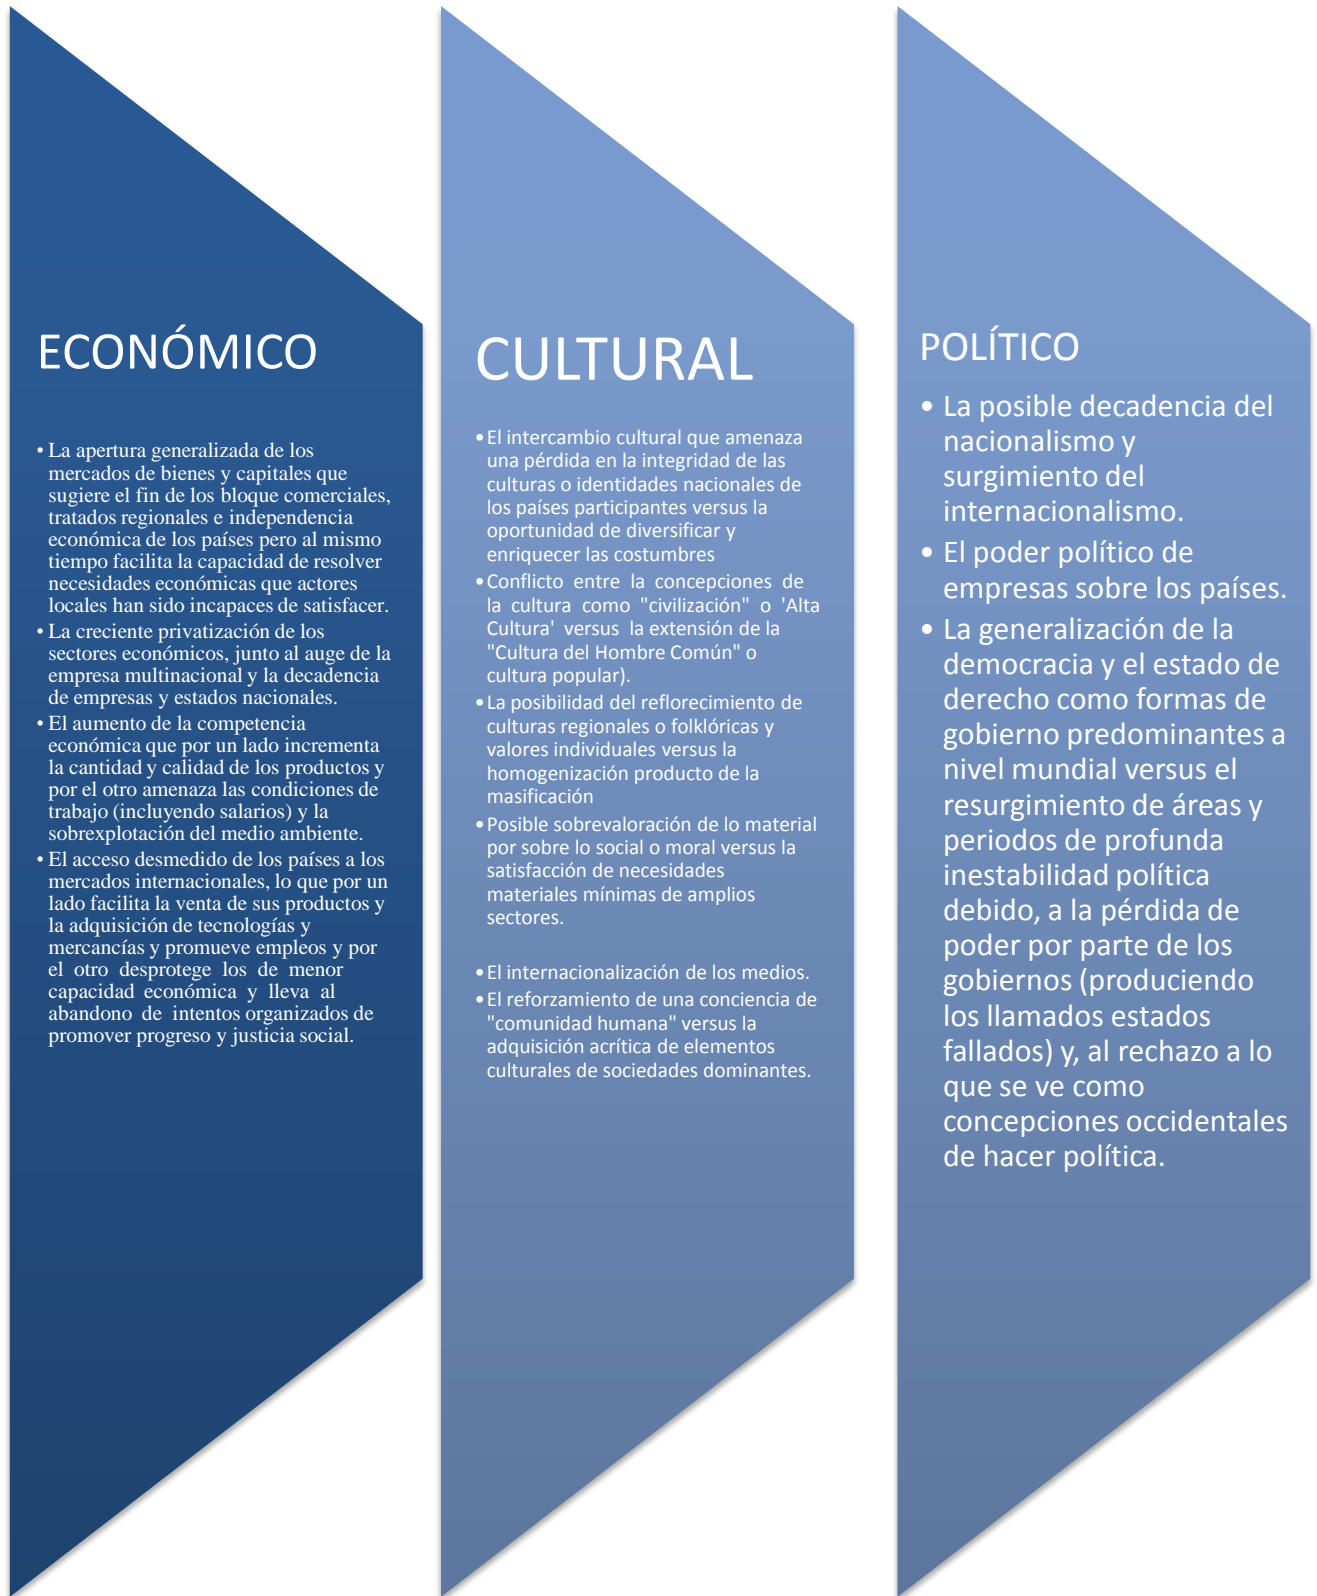 ECONÓMICO
• La apertura generalizada de los
mercados de bienes y capitales que
sugiere el fin de los bloque comerciales,
tratados regionales e independencia
económica de los países pero al mismo
tiempo facilita la capacidad de resolver
necesidades económicas que actores
locales han sido incapaces de satisfacer.
• La creciente privatización de los
sectores económicos, junto al auge de la
empresa multinacional y la decadencia
de empresas y estados nacionales.
• El aumento de la competencia
económica que por un lado incrementa
la cantidad y calidad de los productos y
por el otro amenaza las condiciones de
trabajo (incluyendo salarios) y la
sobrexplotación del medio ambiente.
• El acceso desmedido de los países a los
mercados internacionales, lo que por un
lado facilita la venta de sus productos y
la adquisición de tecnologías y
mercancías y promueve empleos y por
el otro desprotege los de menor
capacidad económica y lleva al
abandono de intentos organizados de
promover progreso y justicia social.
CULTURAL
• El intercambio cultural que amenaza
una pérdida en la integridad de las
culturas o identidades nacionales de
los países participantes versus la
oportunidad de diversificar y
enriquecer las costumbres
• Conflicto entre la concepciones de
la cultura como "civilización" o 'Alta
Cultura' versus la extensión de la
"Cultura del Hombre Común" o
cultura popular).
• La posibilidad del reflorecimiento de
culturas regionales o folklóricas y
valores individuales versus la
homogenización producto de la
masificación
• Posible sobrevaloración de lo material
por sobre lo social o moral versus la
satisfacción de necesidades
materiales mínimas de amplios
sectores.
• El internacionalización de los medios.
• El reforzamiento de una conciencia de
"comunidad humana" versus la
adquisición acrítica de elementos
culturales de sociedades dominantes.
POLÍTICO
• La posible decadencia del
nacionalismo y
surgimiento del
internacionalismo.
• El poder político de
empresas sobre los países.
• La generalización de la
democracia y el estado de
derecho como formas de
gobierno predominantes a
nivel mundial versus el
resurgimiento de áreas y
periodos de profunda
inestabilidad política
debido, a la pérdida de
poder por parte de los
gobiernos (produciendo
los llamados estados
fallados) y, al rechazo a lo
que se ve como
concepciones occidentales
de hacer política.